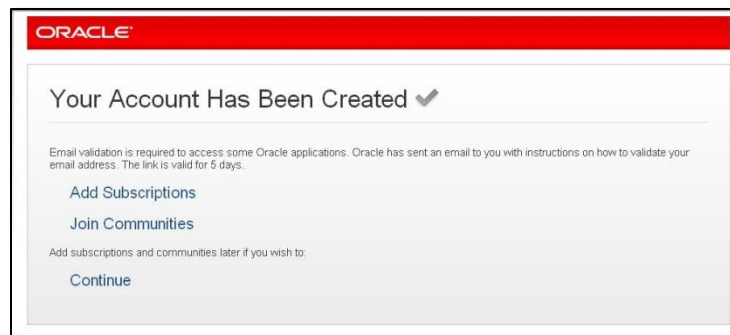 ORACLE
Your Account Has Been Created
Email validation is required to access some Oracle applications. Oracle has sent an email to you with instructions on how to validate your
email address. The link is valid for 5 days.
Add Subscriptions
Join Communities
Add subscriptions and communities later if you wish to:
Continue